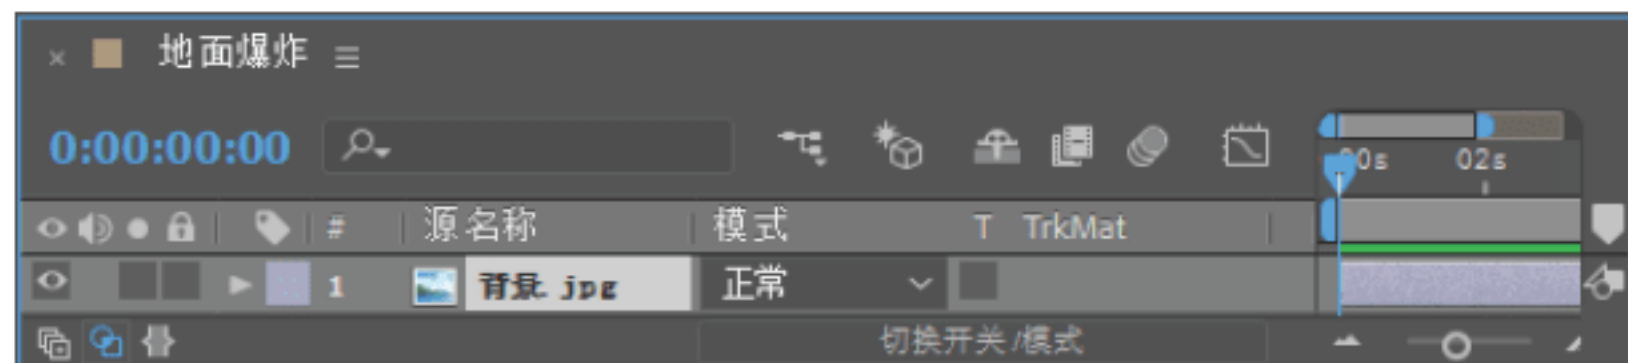 × 地面爆炸 ≡
0:00:00:00
00s 02s
# 源名称 模式 T TrkMat
1 背景.jpg 正常
切换开关/模式